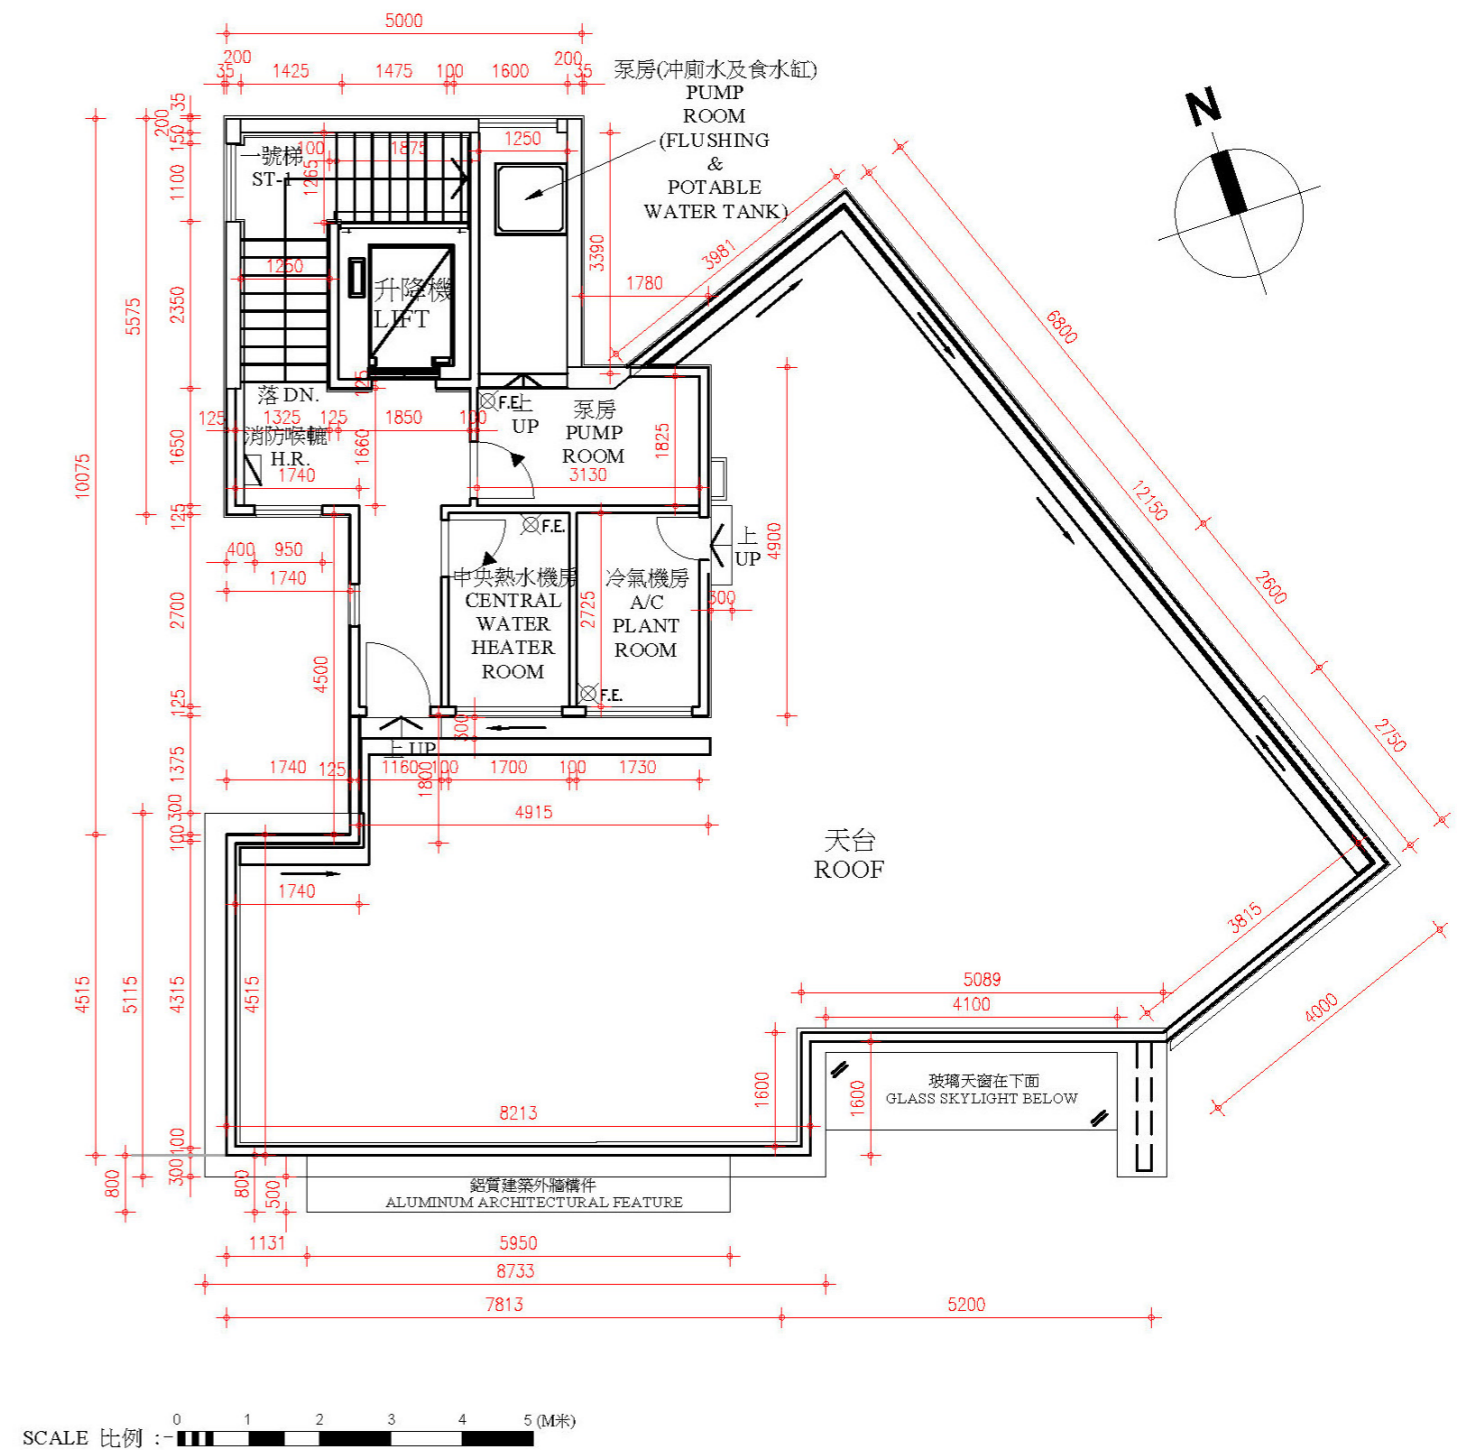 5000
200
200
35
1425
1475
100
1600
35
泵房(冲廁水及食水缸)
PUMP
ROOM
(FLUSHING
&
POTABLE
WATER TANK)
N
35
200
150
1100
一號梯
ST-1
100
1875
1265
1250
3390
3981
1780
6800
2350
5575
1260
升降機
LIFT
125
落 DN.
125
1325
125
1850
100
F.E.
上
UP
泵房
PUMP
ROOM
1825
消防喉轆
H.R.
1650
1660
1740
3130
10075
12150
125
400
950
1740
F.E.
上
UP
4900
2600
中央熱水機房
CENTRAL
WATER
HEATER
ROOM
冷氣機房
A/C
PLANT
ROOM
2725
300
2700
4500
F.E.
125
300
上 UP
2750
1375
1740
125
1160
100
1700
100
1730
1800
300
100
4915
天台
ROOF
1740
3815
4515
5115
4315
4515
5089
4100
4000
1600
1600
玻璃天窗在下面
GLASS SKYLIGHT BELOW
8213
100
300
800
800
500
鋁質建築外牆構件
ALUMINUM ARCHITECTURAL FEATURE
1131
5950
8733
7813
5200
0 1 2 3 4 5 (M米)
SCALE 比例 :-